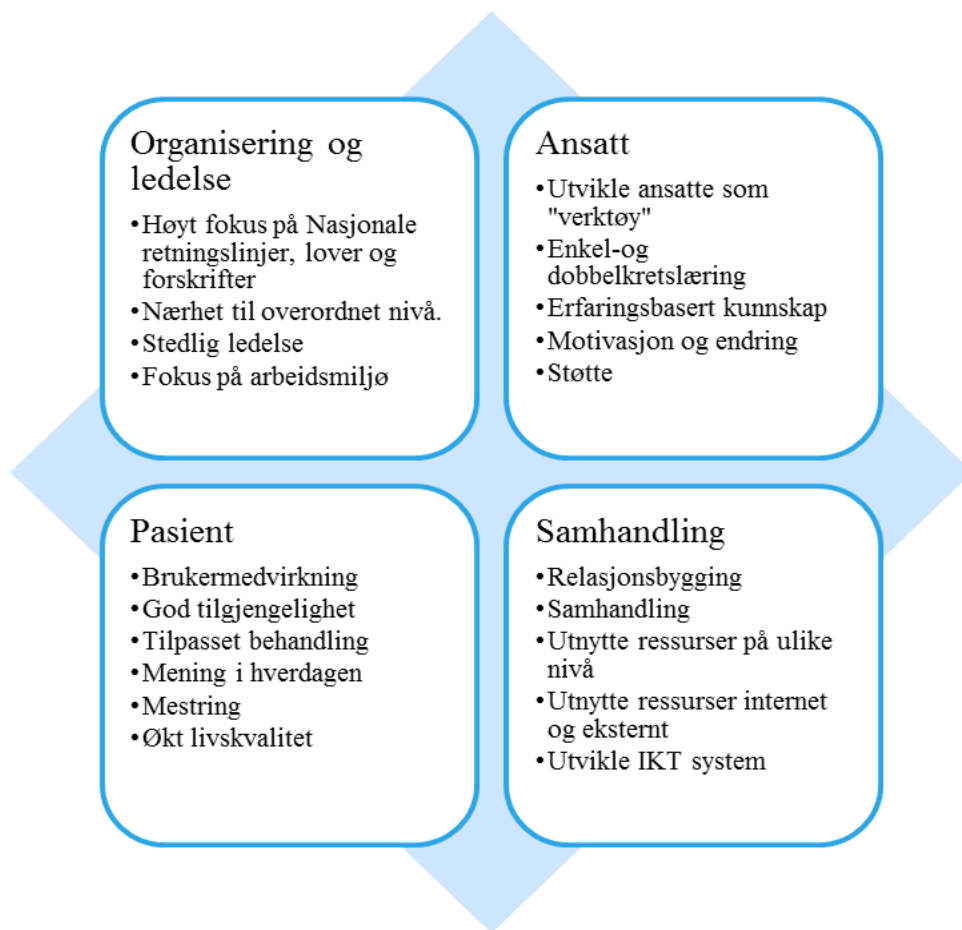 Organisering og
ledelse
•Høyt fokus på Nasjonale
retningslinjer, lover og
forskrifter
•Nærhet til overordnet nivå.
•Stedlig ledelse
•Fokus på arbeidsmiljø
Ansatt
•Utvikle ansatte som
"verktøy"
•Enkel-og
dobbelkretslæring
•Erfaringsbasert kunnskap
•Motivasjon og endring
•Støtte
Pasient
•Brukermedvirkning
•God tilgjengelighet
•Tilpasset behandling
•Mening i hverdagen
•Mestring
•Økt livskvalitet
Samhandling
•Relasjonsbygging
•Samhandling
•Utnytte ressurser på ulike
nivå
•Utnytte ressurser internet
og eksternt
•Utvikle IKT system